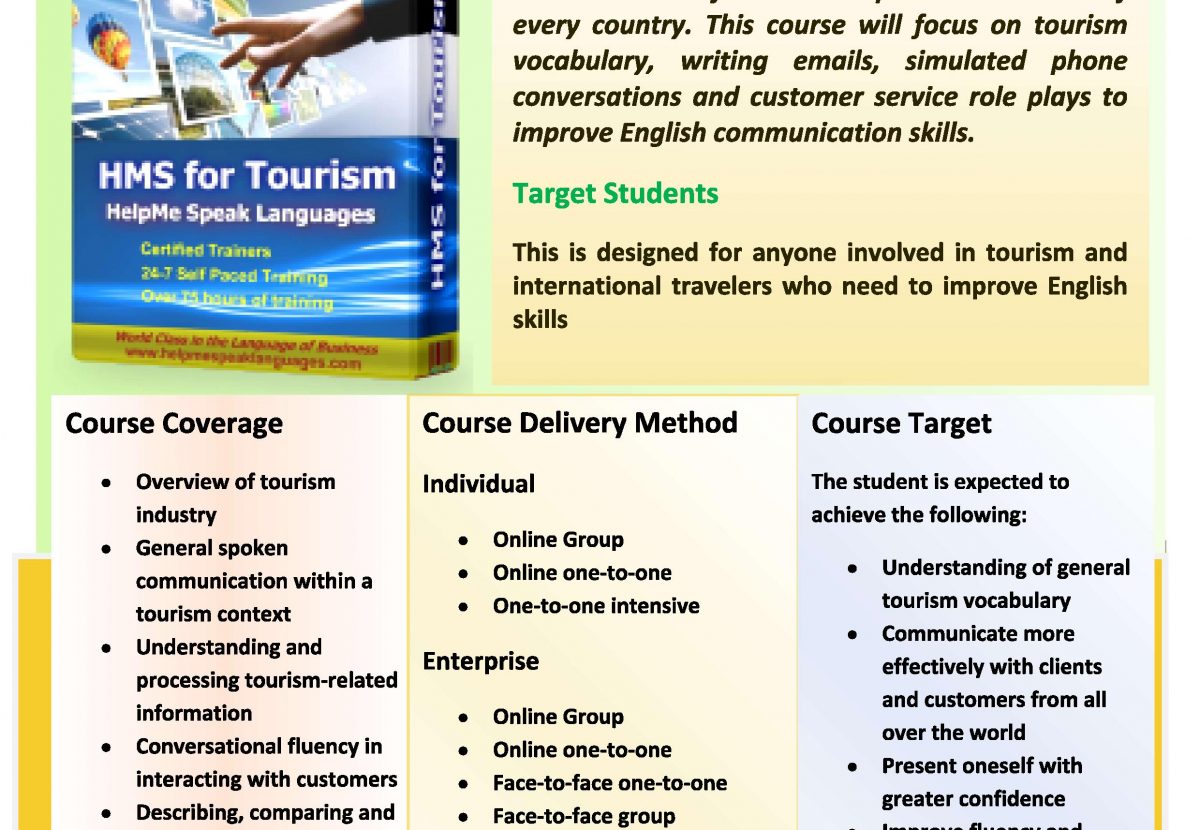 every country. This course will focus on tourism
vocabulary, writing emails, simulated phone
conversations and customer service role plays to
improve English communication skills.
Target Students
This is designed for anyone involved in tourism and
international travelers who need to improve English
skills
HMS for Tourism
HelpMe Speak Languages
Certified Trainers
24-7 Self Paced Training
Over 75 hours of training
World Class in the Language of Business
www.helpmespeaklanguages.com
HMS for Tourism
Course Coverage
• Overview of tourism
industry
• General spoken
communication within a
tourism context
• Understanding and
processing tourism-related
information
• Conversational fluency in
interacting with customers
• Describing, comparing and
Course Delivery Method
Individual
• Online Group
• Online one-to-one
• One-to-one intensive
Enterprise
• Online Group
• Online one-to-one
• Face-to-face one-to-one
• Face-to-face group
Course Target
The student is expected to
achieve the following:
• Understanding of general
tourism vocabulary
• Communicate more
effectively with clients
and customers from all
over the world
• Present oneself with
greater confidence
• Improve fluency and